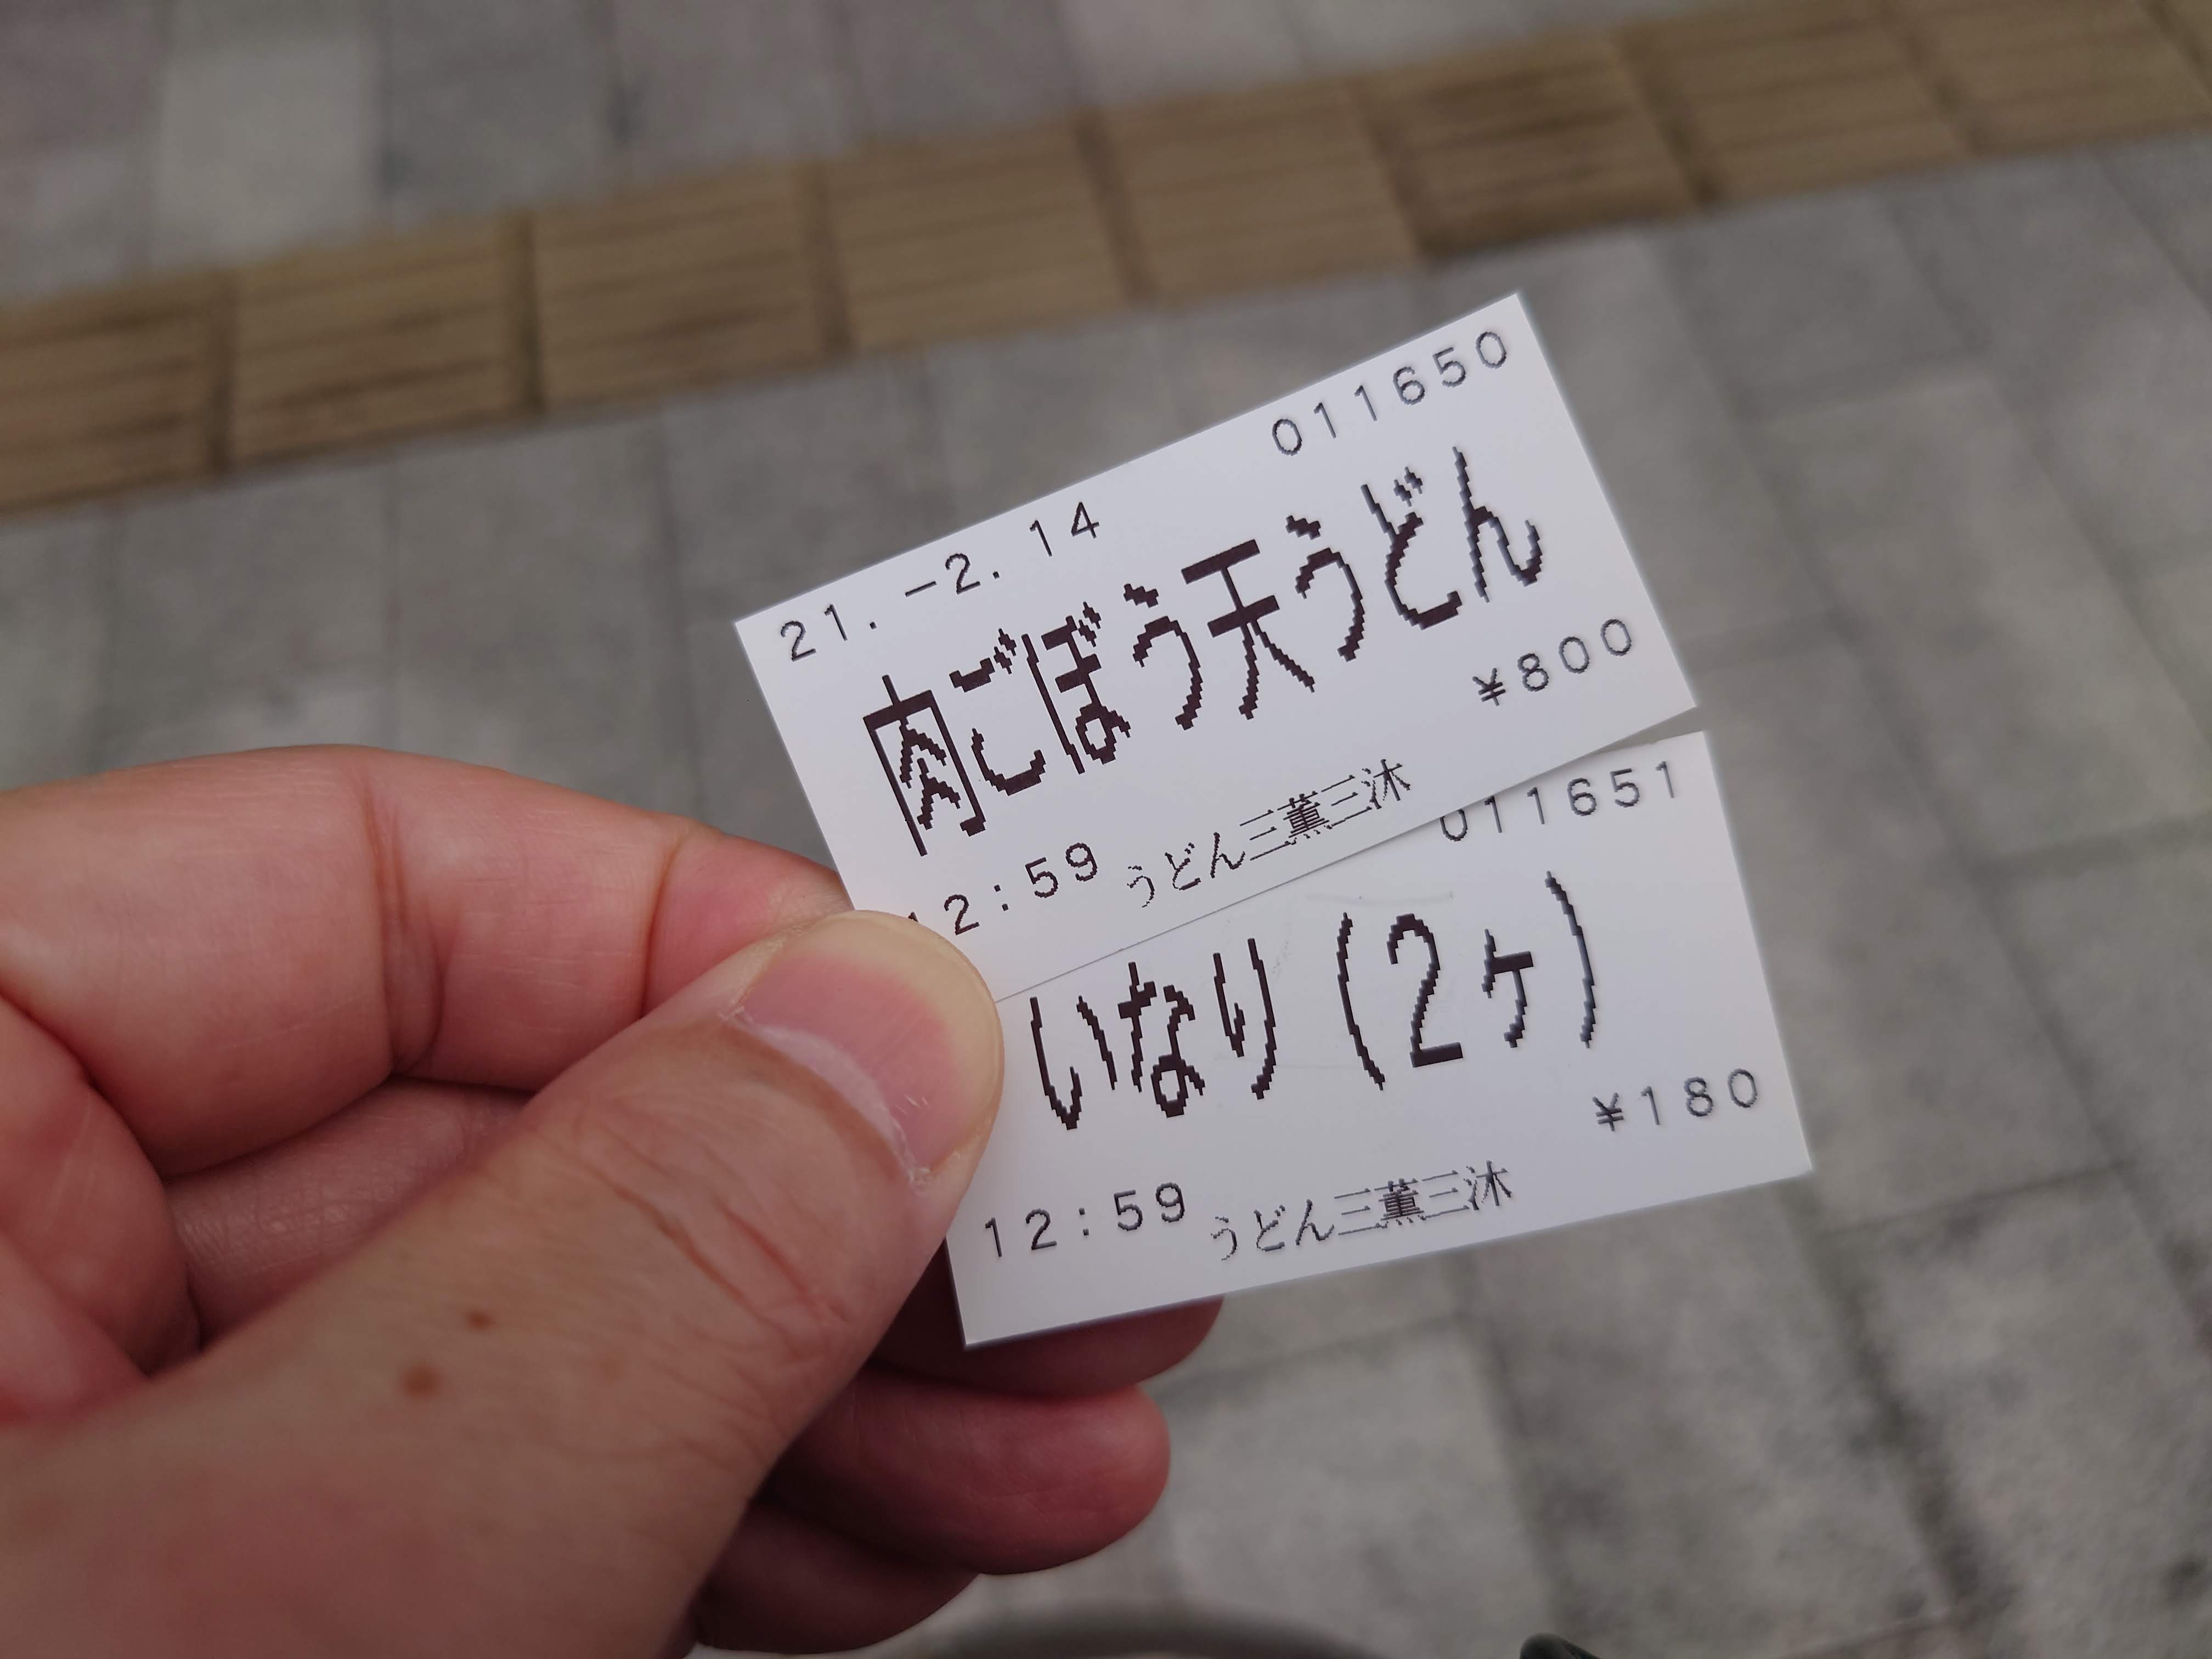 21.-2.14 011650
肉ごぼう天うどん
¥800
12:59 うどん三薫三沐
011651
いなり(2ヶ)
¥180
12:59 うどん三薫三沐